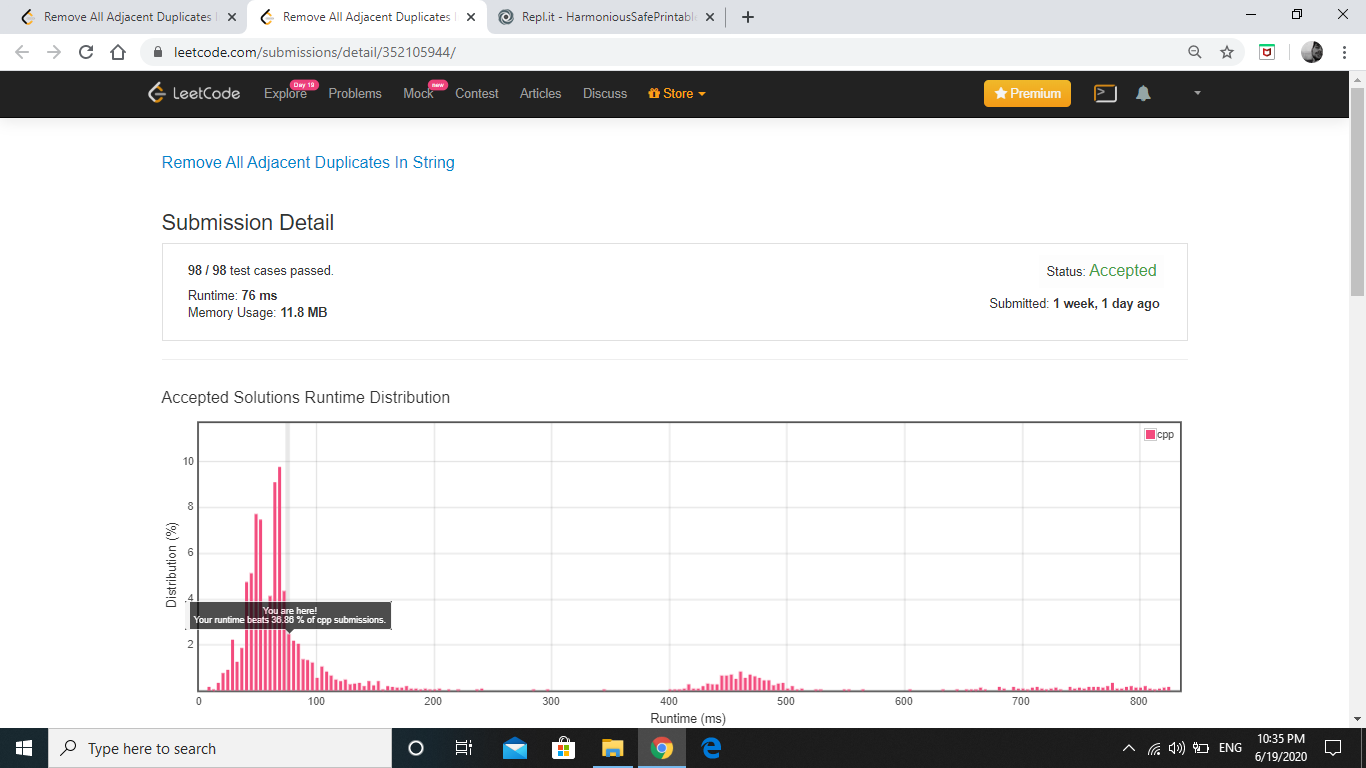 Remove All Adjacent Duplicates
Remove All Adjacent Duplicates
Repl.it - HarmoniousSafePrintable
leetcode.com/submissions/detail/352105944/
LeetCode
Explore
Day 19
Problems
Mock
new
Contest
Articles
Discuss
Store
Premium
Remove All Adjacent Duplicates In String
Submission Detail
98 / 98 test cases passed.
Status: Accepted
Runtime: 76 ms
Submitted: 1 week, 1 day ago
Memory Usage: 11.8 MB
Accepted Solutions Runtime Distribution
cpp
10
8
6
4
2
Distribution (%)
You are here!
Your runtime beats 36.86 % of cpp submissions.
0 100 200 300 400 500 600 700 800
Runtime (ms)
Type here to search
ENG
10:35 PM
6/19/2020